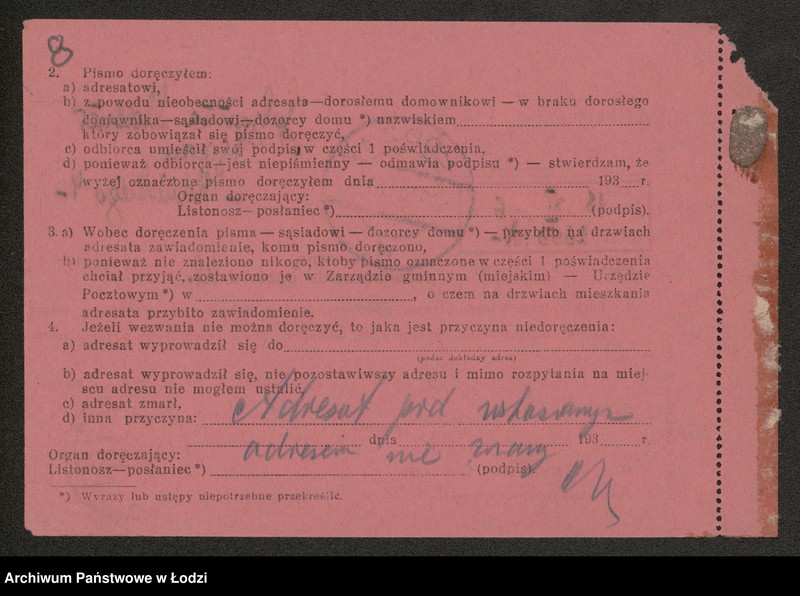 8
2. Pismo doręczyłem:
a) adresatowi,
b) z powodu nieobecności adresata—dorosłemu domownikowi — w braku dorosłego
domownika—sąsiadowi—dozorcy domu *) nazwiskiem
który zobowiązał się pismo doręczyć,
c) odbiorca umieścił swój podpis w części 1 poświadczenia,
d) ponieważ odbiorca—jest niepiśmienny — odmawia podpisu *) — stwierdzam, że
wyżej oznaczone pismo doręczyłem dnia 193 r.
Organ doręczający:
Listonosz—posłaniec *) (podpis).
3. a) Wobec doręczenia pisma — sąsiadowi — dozorcy domu *) — przybito na drzwiach
adresata zawiadomienie, komu pismo doręczono,
b) ponieważ nie znaleziono nikogo, ktoby pismo oznaczone w części 1 poświadczenia
chciał przyjąć, zostawiono je w Zarządzie gminnym (miejskim) — Urzędzie
Pocztowym *) w , o czem na drzwiach mieszkania
adresata przybito zawiadomienie.
4. Jeżeli wezwania nie można doręczyć, to jaka jest przyczyna niedoręczenia:
a) adresat wyprowadził się do
(podać dokładny adres)
b) adresat wyprowadził się, nie pozostawiwszy adresu i mimo rozpytania na miej-
scu adresu nie mogłem ustalić,
c) adresat zmarł,
d) inna przyczyna: Adresat pod wskazanym
dnia 193 r.
adresem nie znany
Organ doręczający:
Listonosz—posłaniec *) (podpis).
*) Wyrazy lub ustępy niepotrzebne przekreślić.
Archiwum Państwowe w Łodzi